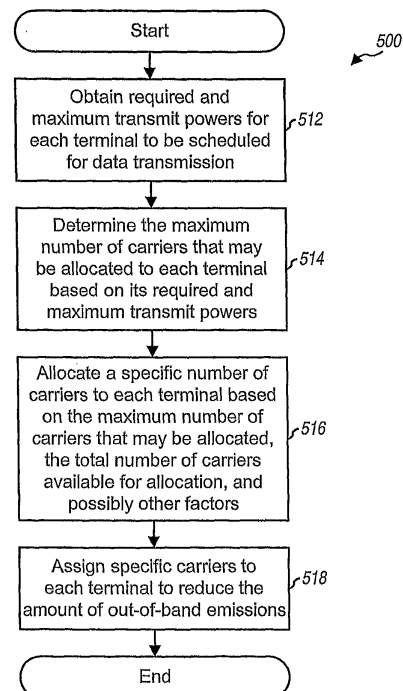 Start
500
Obtain required and
maximum transmit powers for
each terminal to be scheduled
for data transmission
512
Determine the maximum
number of carriers that may
be allocated to each terminal
based on its required and
maximum transmit powers
514
Allocate a specific number of
carriers to each terminal based
on the maximum number of
carriers that may be allocated,
the total number of carriers
available for allocation, and
possibly other factors
516
Assign specific carriers to
each terminal to reduce the
amount of out-of-band emissions
518
End